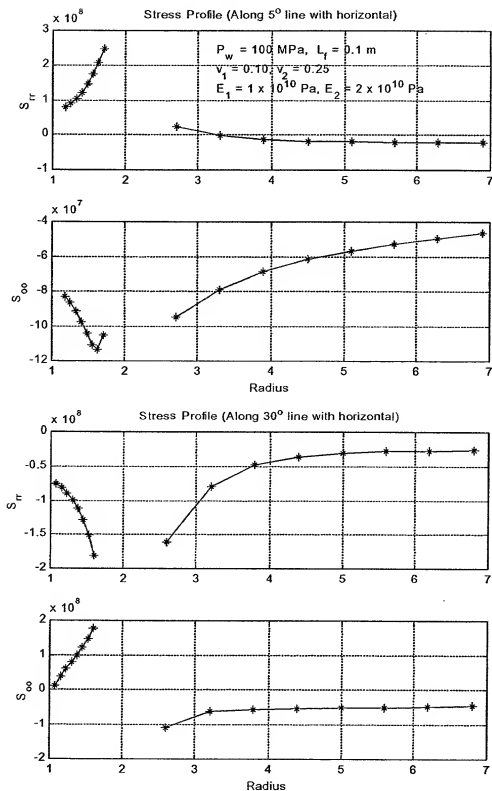 Stress Profile (Along 5° line with horizontal)
x 10^8
3
2
1
0
-1
S_rr
P_w = 100 MPa, L_f = 0.1 m
v_1 = 0.10, v_2 = 0.25
E_1 = 1 x 10^10 Pa, E_2 = 2 x 10^10 Pa
1 2 3 4 5 6 7
x 10^7
-4
-6
-8
-10
-12
S_oo
1 2 3 4 5 6 7
Radius
Stress Profile (Along 30° line with horizontal)
x 10^8
0
-0.5
-1
-1.5
-2
S_rr
1 2 3 4 5 6 7
x 10^8
2
1
0
-1
-2
S_oo
1 2 3 4 5 6 7
Radius